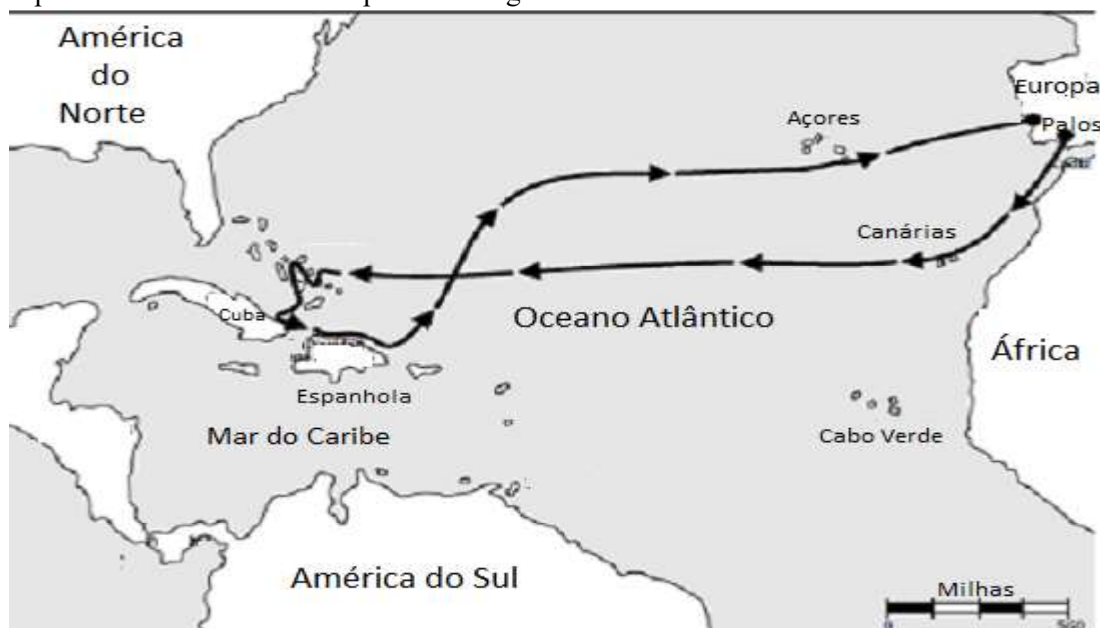 América
do
Norte
Europa
Açores
Palos
Canárias
Cuba
Oceano Atlântico
África
Espanhola
Mar do Caribe
Cabo Verde
América do Sul
Milhas
0